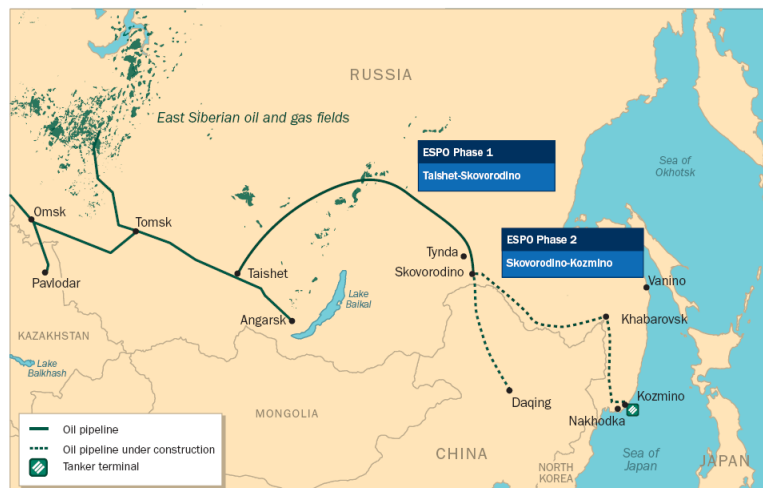 RUSSIA
East Siberian oil and gas fields
ESPO Phase 1
Taishet-Skovorodino
Sea of
Okhotsk
Omsk
Tomsk
ESPO Phase 2
Skovorodino-Kozmino
Tynda
Skovorodino
Pavlodar
Taishet
Vanino
Lake
Baikal
Angarsk
Khabarovsk
KAZAKHSTAN
Lake
Balkhash
Daqing
Kozmino
Nakhodka
MONGOLIA
Oil pipeline
Oil pipeline under construction
Tanker terminal
CHINA
NORTH
KOREA
Sea of
Japan
JAPAN